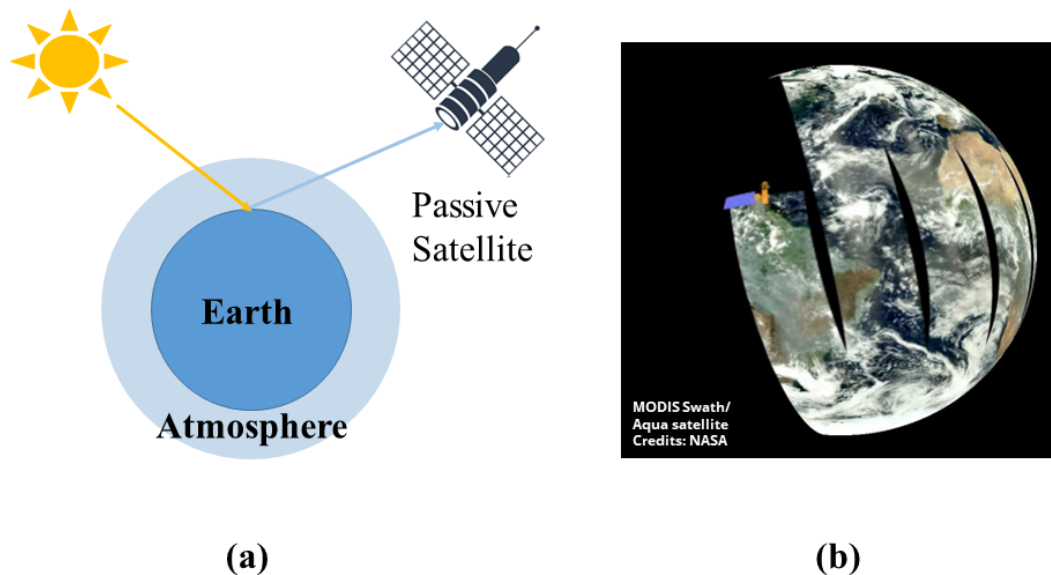 Passive
Satellite
Earth
Atmosphere
MODIS Swath/
Aqua satellite
Credits: NASA
(a)
(b)